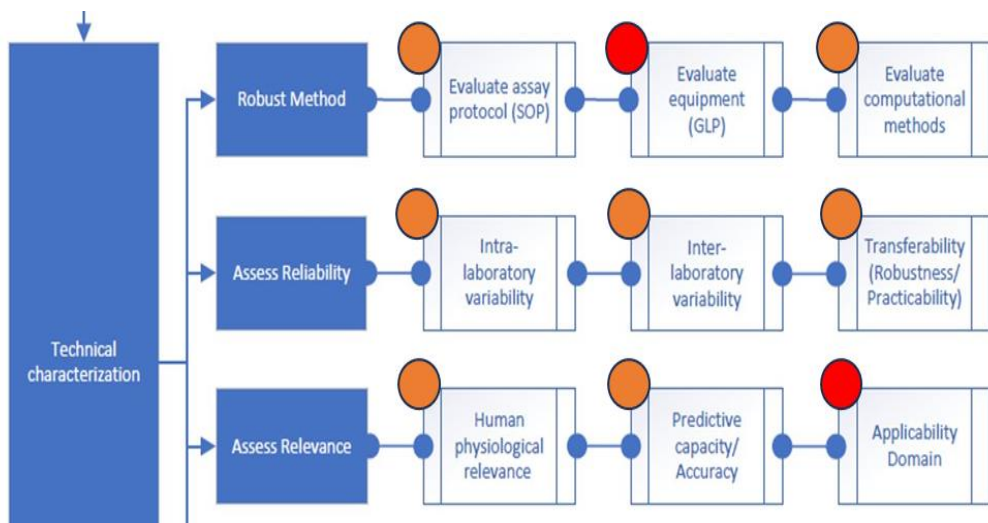 Technical
characterization
Robust Method
Evaluate assay
protocol (SOP)
Evaluate
equipment
(GLP)
Evaluate
computational
methods
Assess Reliability
Intra-
laboratory
variability
Inter-
laboratory
variability
Transferability
(Robustness/
Practicability)
Assess Relevance
Human
physiological
relevance
Predictive
capacity/
Accuracy
Applicability
Domain